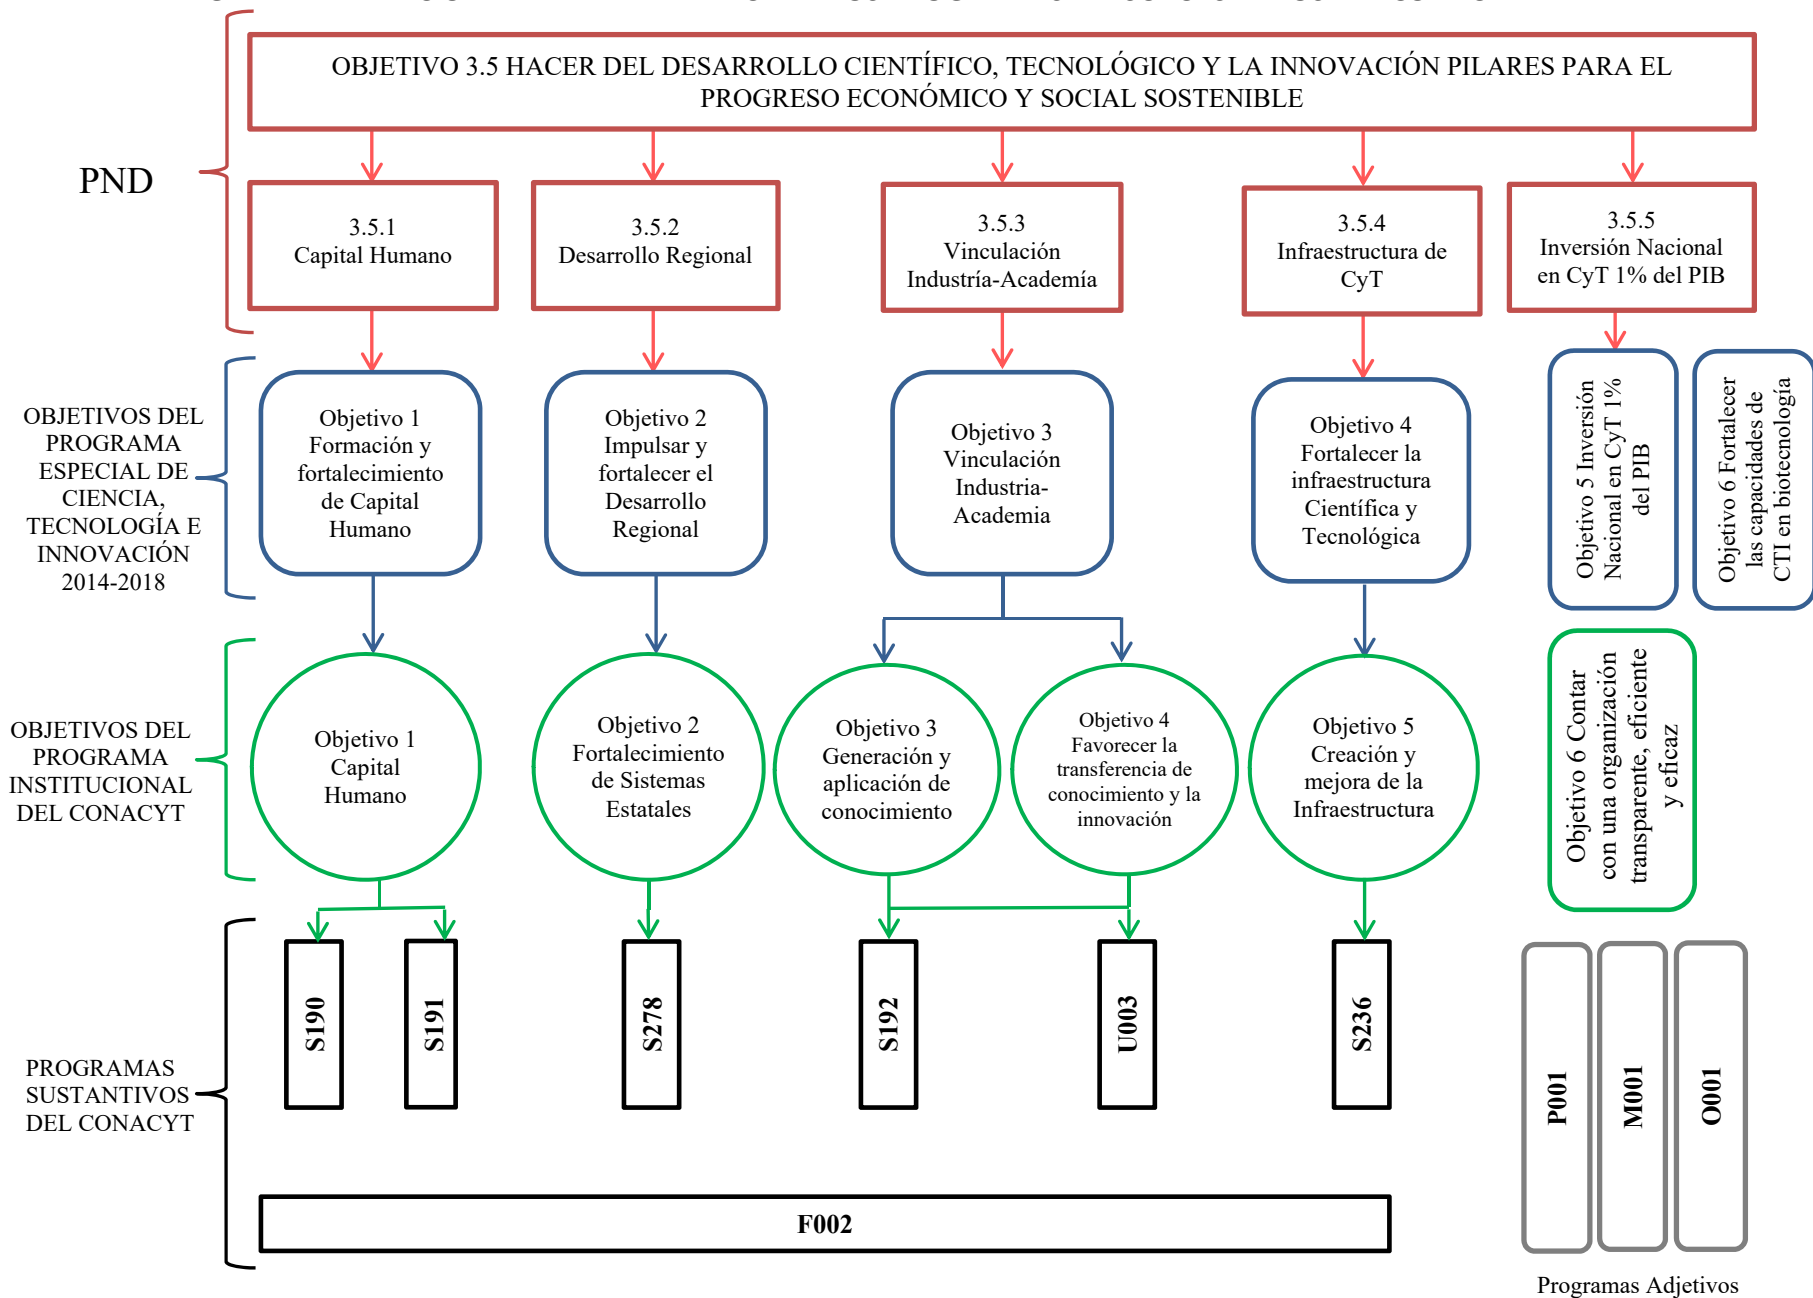 OBJETIVO 3.5 HACER DEL DESARROLLO CIENTÍFICO, TECNOLÓGICO Y LA INNOVACIÓN PILARES PARA EL
PROGRESO ECONÓMICO Y SOCIAL SOSTENIBLE
PND
3.5.1
Capital Humano
3.5.2
Desarrollo Regional
3.5.3
Vinculación
Industría-Academía
3.5.4
Infraestructura de
CyT
3.5.5
Inversión Nacional
en CyT 1% del PIB
OBJETIVOS DEL
PROGRAMA
ESPECIAL DE
CIENCIA,
TECNOLOGÍA E
INNOVACIÓN
2014-2018
Objetivo 1
Formación y
fortalecimiento
de Capital
Humano
Objetivo 2
Impulsar y
fortalecer el
Desarrollo
Regional
Objetivo 3
Vinculación
Industria-
Academia
Objetivo 4
Fortalecer la
infraestructura
Científica y
Tecnológica
Objetivo 5 Inversión
Nacional en CyT 1%
del PIB
Objetivo 6 Fortalecer
las capacidades de
CTI en biotecnología
OBJETIVOS DEL
PROGRAMA
INSTITUCIONAL
DEL CONACYT
Objetivo 1
Capital
Humano
Objetivo 2
Fortalecimiento
de Sistemas
Estatales
Objetivo 3
Generación y
aplicación de
conocimiento
Objetivo 4
Favorecer la
transferencia de
conocimiento y la
innovación
Objetivo 5
Creación y
mejora de la
Infraestructura
Objetivo 6 Contar
con una organización
transparente, eficiente
y eficaz
PROGRAMAS
SUSTANTIVOS
DEL CONACYT
S190
S191
S278
S192
U003
S236
P001
M001
O001
F002
Programas Adjetivos